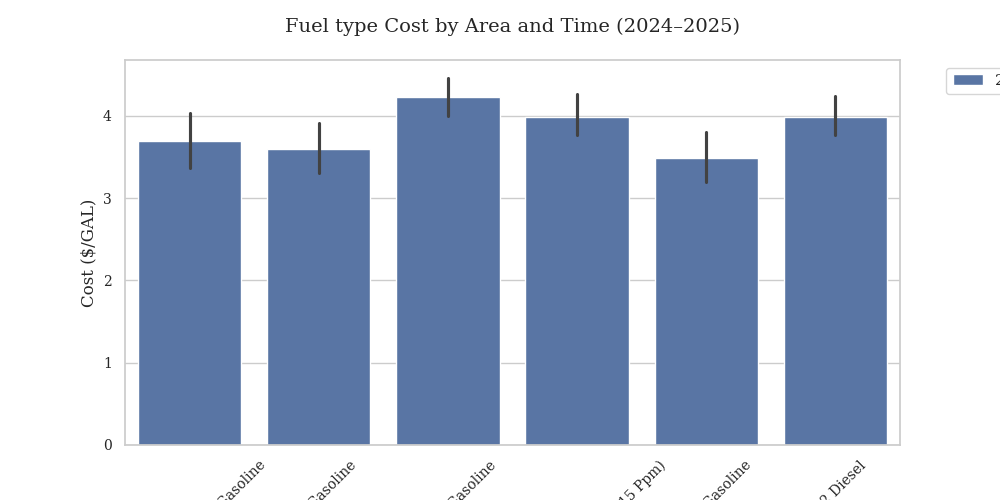 Fuel type Cost by Area and Time (2024–2025)
Cost ($/GAL)
4
3
2
1
0
Gasoline
Gasoline
Gasoline
15 Ppm)
Gasoline
2 Diesel
2